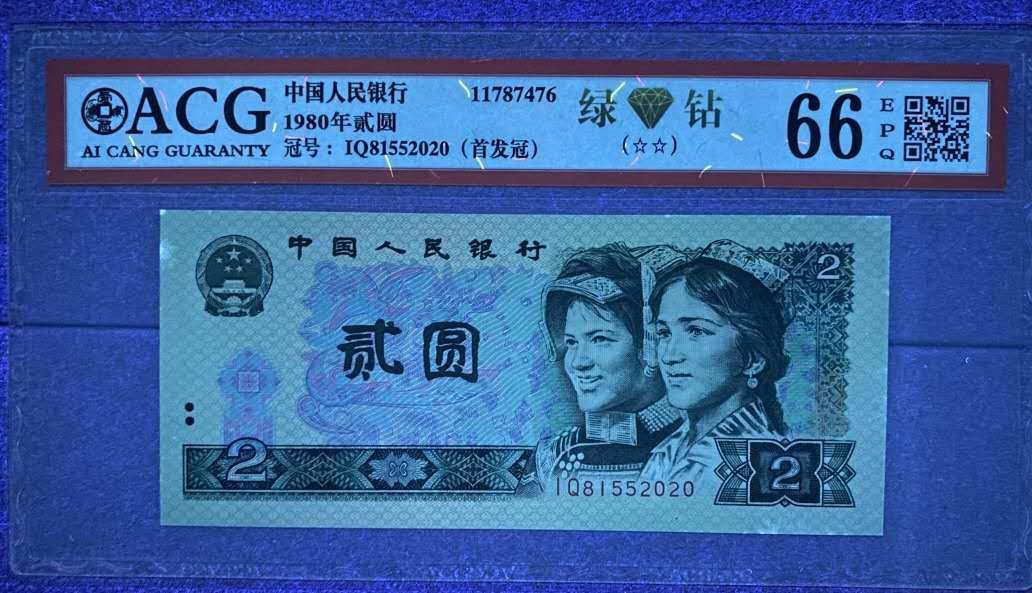 ACG
AI CANG GUARANTY
中国人民银行 11787476
1980年贰圆
冠号：IQ81552020（首发冠）
绿 钻
(☆☆)
66
EPQ
中国人民银行
2
贰圆
2
IQ81552020
2